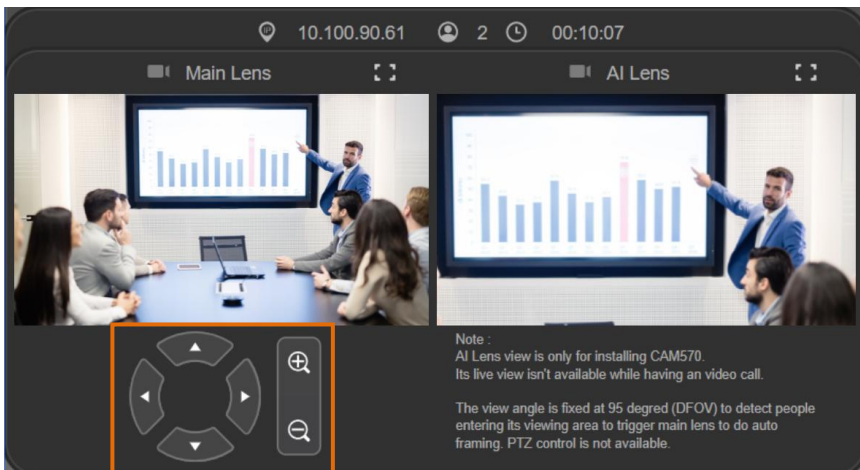 IP 10.100.90.61 2 00:10:07
Main Lens
AI Lens
Note :
AI Lens view is only for installing CAM570.
Its live view isn't available while having an video call.
The view angle is fixed at 95 degred (DFOV) to detect people
entering its viewing area to trigger main lens to do auto
framing. PTZ control is not available.